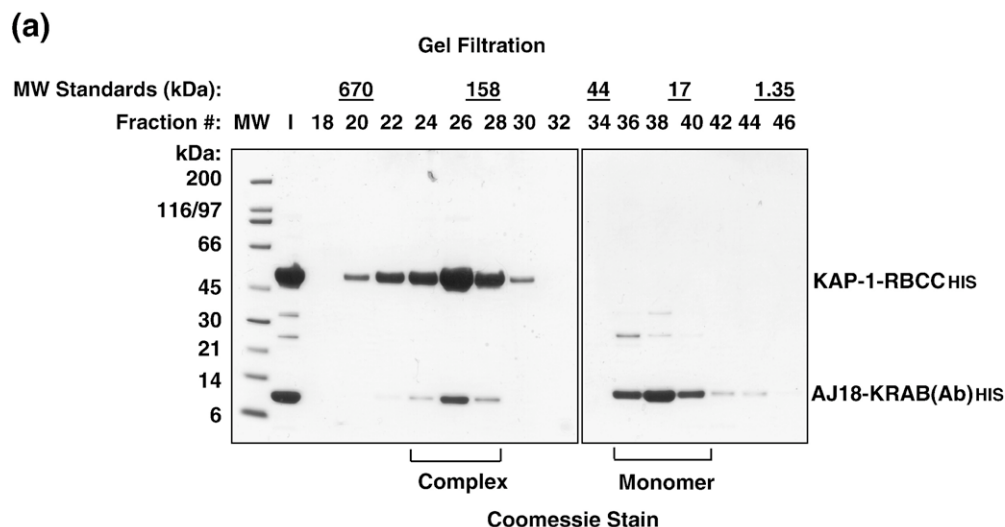 (a)
Gel Filtration
MW Standards (kDa): 670 158 44 17 1.35
Fraction #: MW I 18 20 22 24 26 28 30 32 34 36 38 40 42 44 46
kDa:
200
116/97
66
45
30
21
14
6
KAP-1-RBCC HIS
AJ18-KRAB(Ab) HIS
Complex Monomer
Coomessie Stain